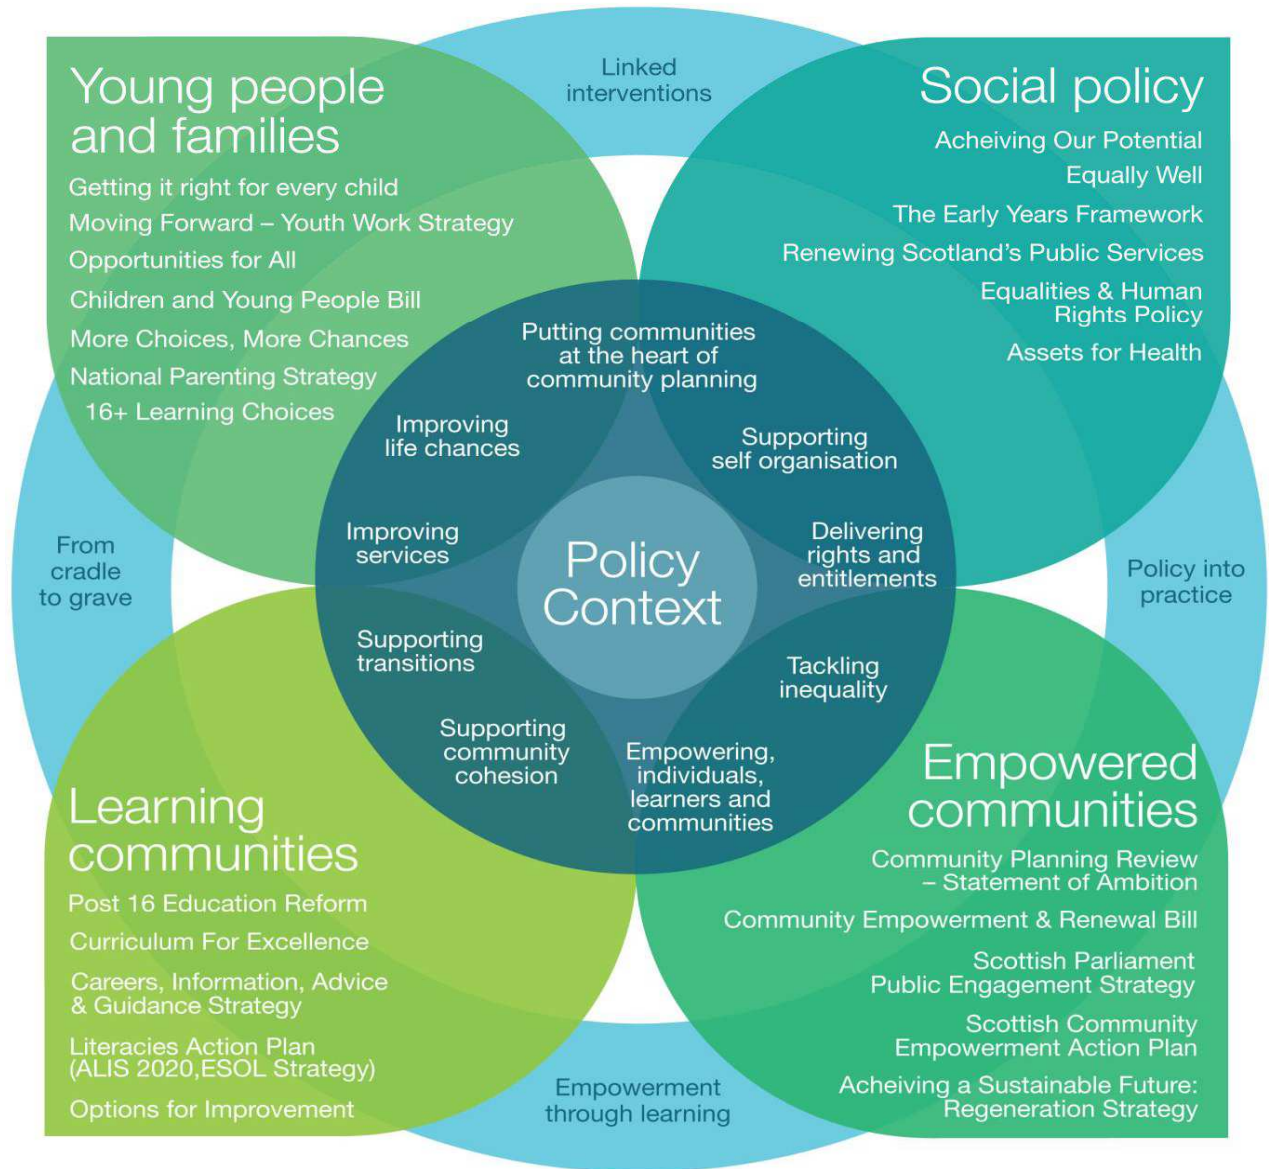 Linked
interventions
Young people
and families
Getting it right for every child
Moving Forward – Youth Work Strategy
Opportunities for All
Children and Young People Bill
More Choices, More Chances
National Parenting Strategy
16+ Learning Choices
Social policy
Acheiving Our Potential
Equally Well
The Early Years Framework
Renewing Scotland's Public Services
Equalities & Human
Rights Policy
Assets for Health
Putting communities
at the heart of
community planning
Improving
life chances
Supporting
self organisation
Improving
services
Delivering
rights and
entitlements
From
cradle
to grave
Policy
Context
Policy into
practice
Supporting
transitions
Tackling
inequality
Supporting
community
cohesion
Empowering,
individuals,
learners and
communities
Learning
communities
Post 16 Education Reform
Curriculum For Excellence
Careers, Information, Advice
& Guidance Strategy
Literacies Action Plan
(ALIS 2020,ESOL Strategy)
Options for Improvement
Empowered
communities
Community Planning Review
– Statement of Ambition
Community Empowerment & Renewal Bill
Scottish Parliament
Public Engagement Strategy
Scottish Community
Empowerment Action Plan
Acheiving a Sustainable Future:
Regeneration Strategy
Empowerment
through learning